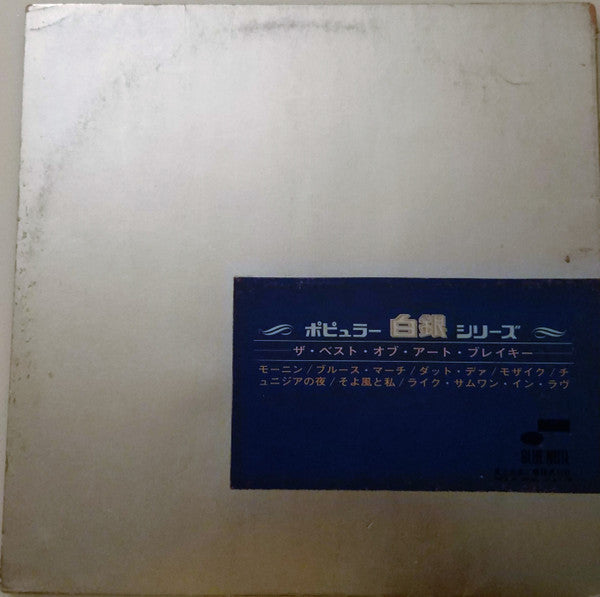 ポピュラー 白銀 シリーズ
ザ・ベスト・オブ・アート・ブレイキー
モーニン/ブルース・マーチ/ダット・デァ/モザイク/チ
ュニジアの夜/そよ風と私/ライク・サムワン・イン・ラヴ
BLUE NOTE